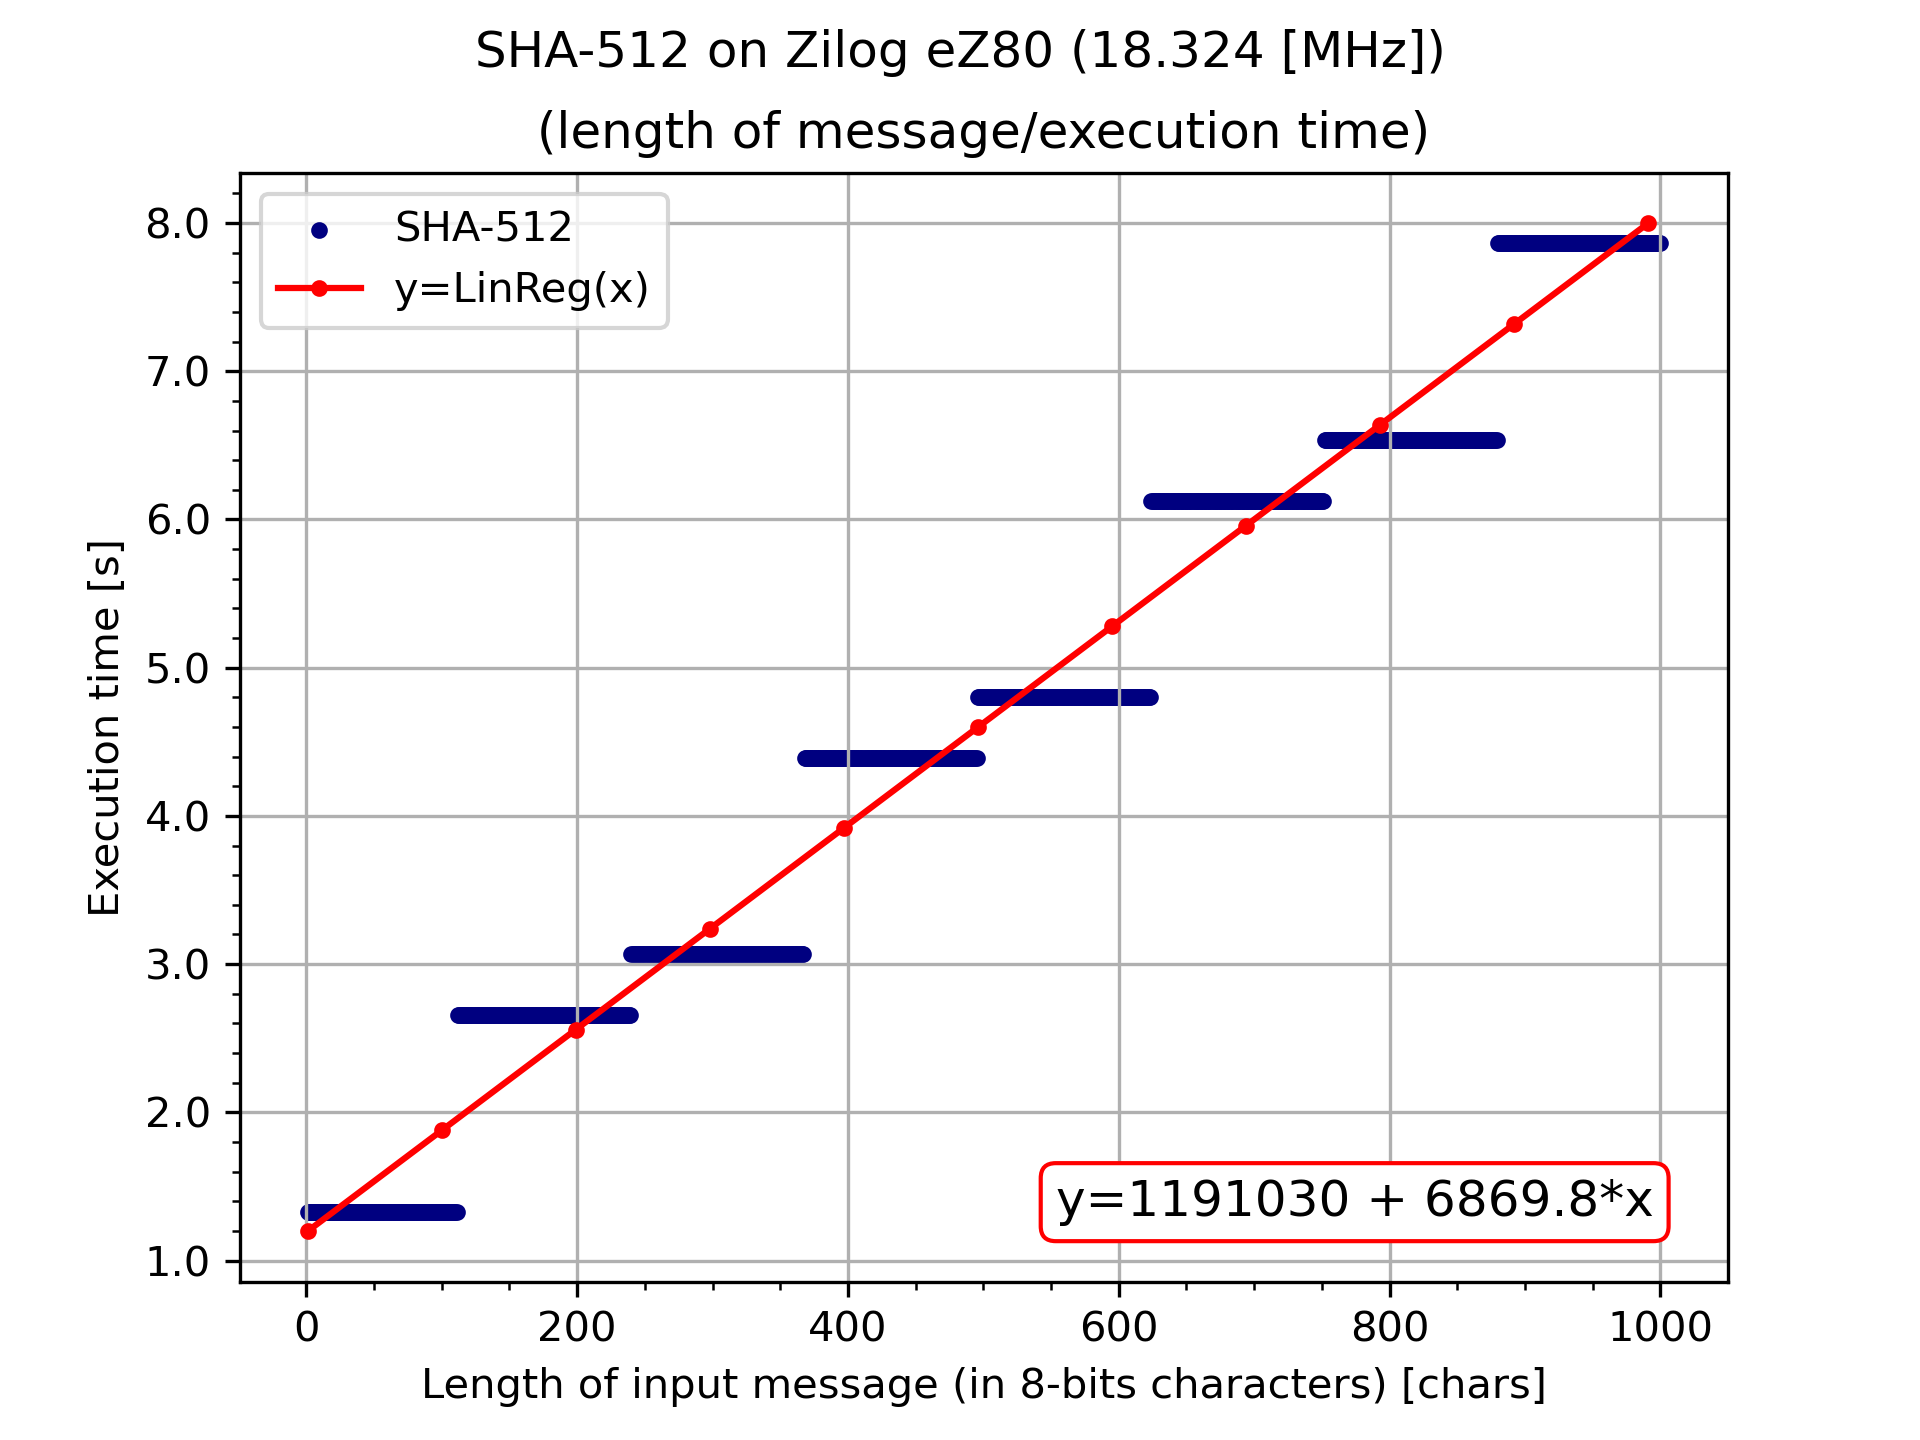 SHA-512 on Zilog eZ80 (18.324 [MHz])
(length of message/execution time)
SHA-512
y=LinReg(x)
8.0
7.0
6.0
5.0
4.0
3.0
2.0
1.0
Execution time [s]
y=1191030 + 6869.8*x
0 200 400 600 800 1000
Length of input message (in 8-bits characters) [chars]